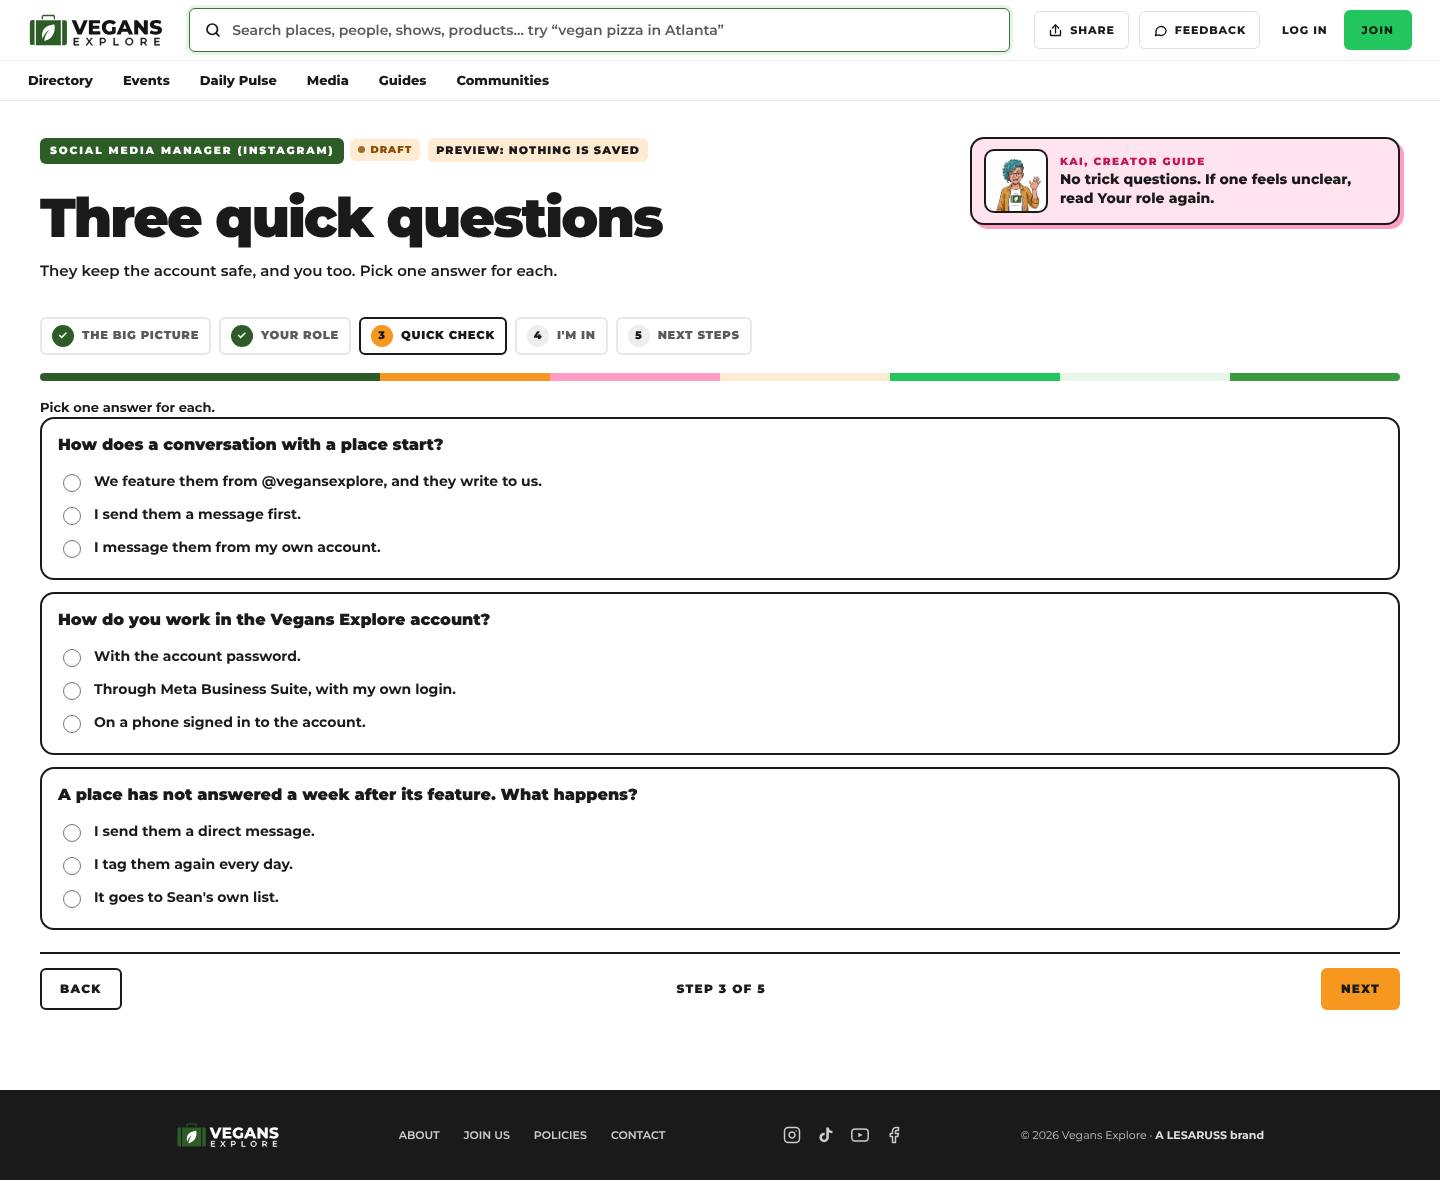 VEGANS
EXPLORE
Search places, people, shows, products... try “vegan pizza in Atlanta”
SHARE
FEEDBACK
LOG IN
JOIN
Directory
Events
Daily Pulse
Media
Guides
Communities
SOCIAL MEDIA MANAGER (INSTAGRAM)
DRAFT
PREVIEW: NOTHING IS SAVED
Three quick questions
They keep the account safe, and you too. Pick one answer for each.
KAI, CREATOR GUIDE
No trick questions. If one feels unclear,
read Your role again.
THE BIG PICTURE
YOUR ROLE
3 QUICK CHECK
4 I'M IN
5 NEXT STEPS
Pick one answer for each.
How does a conversation with a place start?
We feature them from @vegansexplore, and they write to us.
I send them a message first.
I message them from my own account.
How do you work in the Vegans Explore account?
With the account password.
Through Meta Business Suite, with my own login.
On a phone signed in to the account.
A place has not answered a week after its feature. What happens?
I send them a direct message.
I tag them again every day.
It goes to Sean's own list.
BACK
STEP 3 OF 5
NEXT
VEGANS
EXPLORE
ABOUT
JOIN US
POLICIES
CONTACT
© 2026 Vegans Explore · A LESARUSS brand